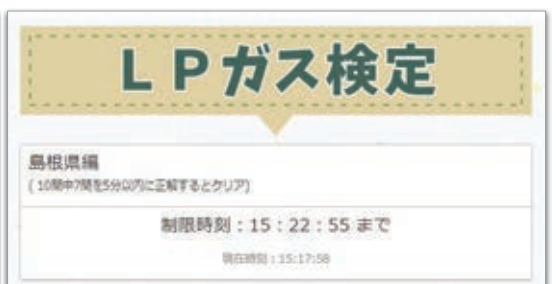 LPガス検定
島根県編
(10問中7問を5分以内に正解するとクリア)
制限時刻:15:22:55 まで
現在時刻:15:17:58